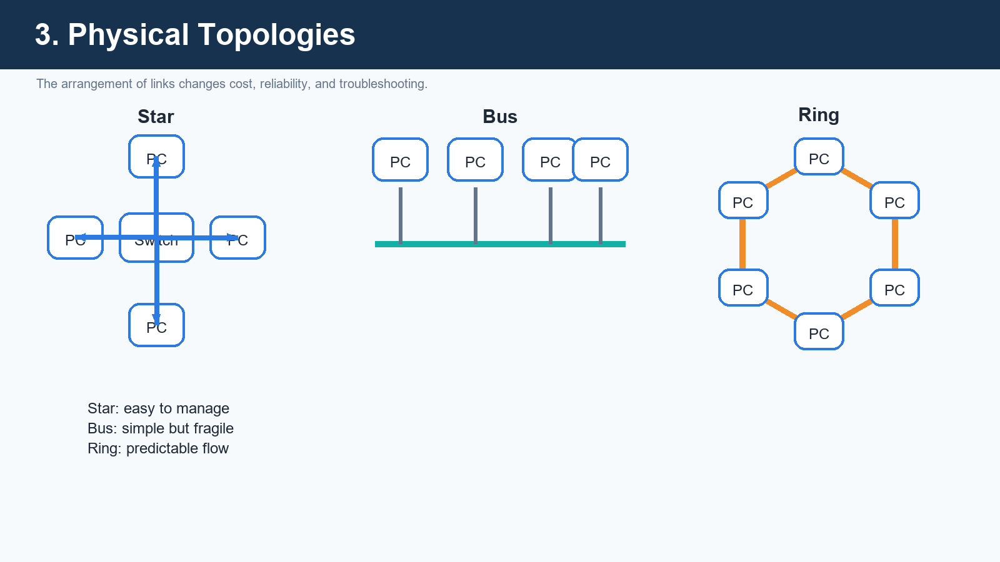 3. Physical Topologies
The arrangement of links changes cost, reliability, and troubleshooting.
Star
PC
PC
Switch
PC
PC
Bus
PC
PC
PC
PC
Ring
PC
PC
PC
PC
PC
PC
Star: easy to manage
Bus: simple but fragile
Ring: predictable flow